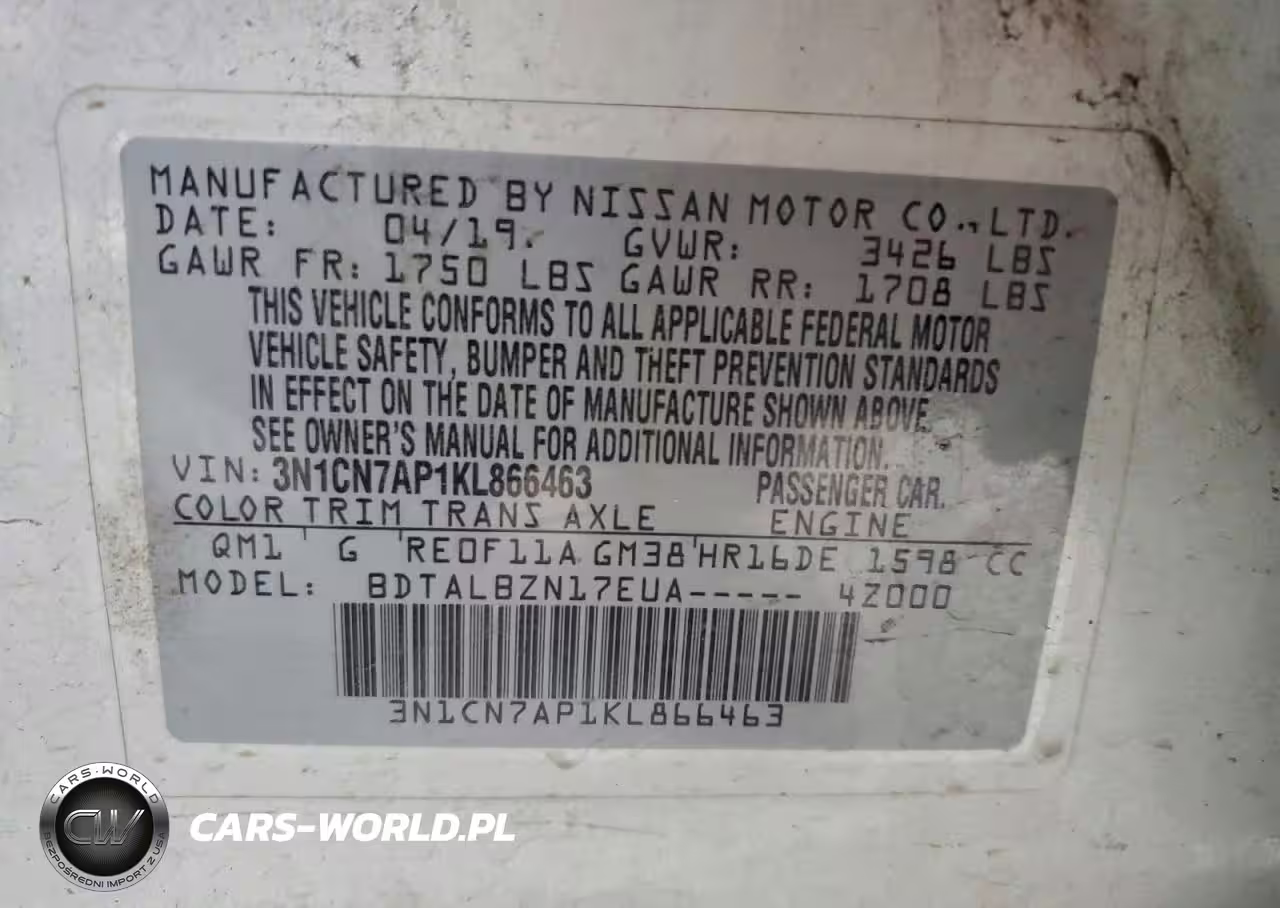 MANUFACTURED BY NISSAN MOTOR CO., LTD.
DATE: 04/19. GVWR: 3426 LBS
GAWR FR: 1750 LBS GAWR RR: 1708 LBS
THIS VEHICLE CONFORMS TO ALL APPLICABLE FEDERAL MOTOR
VEHICLE SAFETY, BUMPER AND THEFT PREVENTION STANDARDS
IN EFFECT ON THE DATE OF MANUFACTURE SHOWN ABOVE.
SEE OWNER'S MANUAL FOR ADDITIONAL INFORMATION.
VIN: 3N1CN7AP1KL866463 PASSENGER CAR.
COLOR TRIM TRANS AXLE ENGINE
QM1 G RE0F11A GM38 HR16DE 1598 CC
MODEL: BDTALBZN17EUA----- 4Z000
3N1CN7AP1KL866463
CARS-WORLD
CW
BEZPOŚREDNI IMPORT Z USA
CARS-WORLD.PL